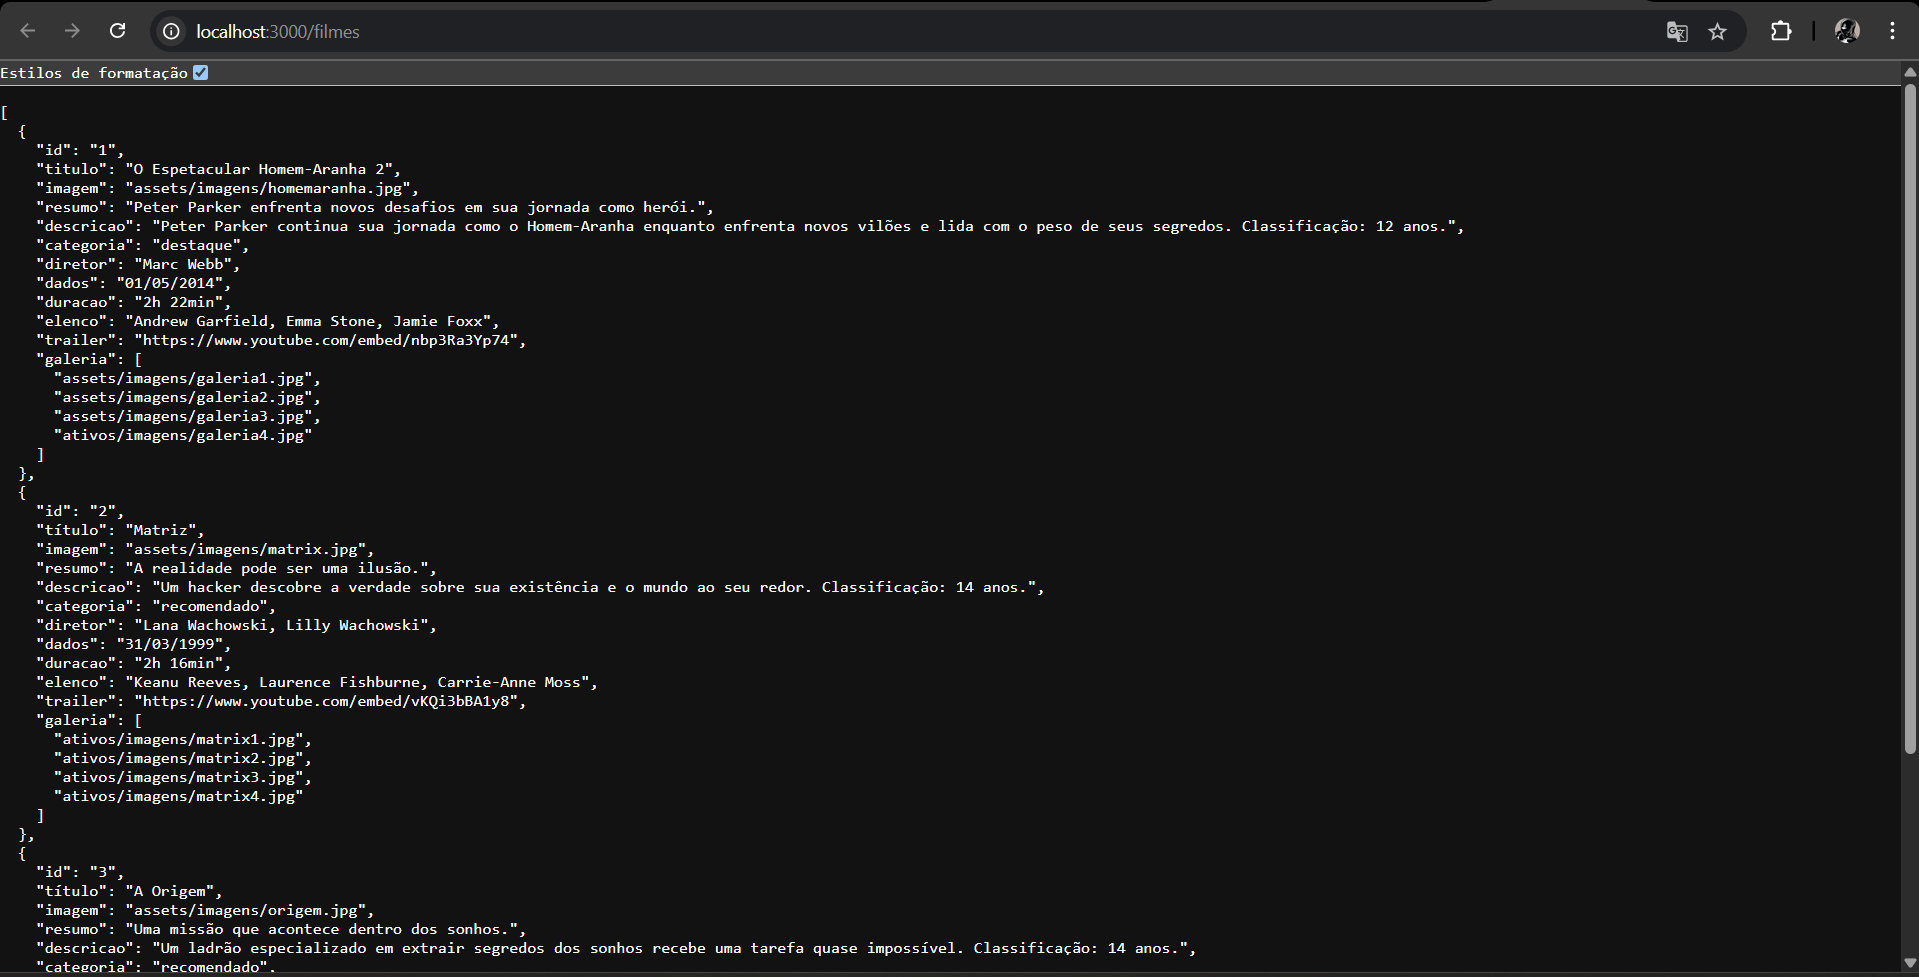 localhost:3000/filmes
Estilos de formatação
[
  {
    "id": "1",
    "titulo": "O Espetacular Homem-Aranha 2",
    "imagem": "assets/imagens/homemaranha.jpg",
    "resumo": "Peter Parker enfrenta novos desafios em sua jornada como herói.",
    "descricao": "Peter Parker continua sua jornada como o Homem-Aranha enquanto enfrenta novos vilões e lida com o peso de seus segredos. Classificação: 12 anos.",
    "categoria": "destaque",
    "diretor": "Marc Webb",
    "dados": "01/05/2014",
    "duracao": "2h 22min",
    "elenco": "Andrew Garfield, Emma Stone, Jamie Foxx",
    "trailer": "https://www.youtube.com/embed/nbp3Ra3Yp74",
    "galeria": [
      "assets/imagens/galeria1.jpg",
      "assets/imagens/galeria2.jpg",
      "assets/imagens/galeria3.jpg",
      "ativos/imagens/galeria4.jpg"
    ]
  },
  {
    "id": "2",
    "título": "Matriz",
    "imagem": "assets/imagens/matrix.jpg",
    "resumo": "A realidade pode ser uma ilusão.",
    "descricao": "Um hacker descobre a verdade sobre sua existência e o mundo ao seu redor. Classificação: 14 anos.",
    "categoria": "recomendado",
    "diretor": "Lana Wachowski, Lilly Wachowski",
    "dados": "31/03/1999",
    "duracao": "2h 16min",
    "elenco": "Keanu Reeves, Laurence Fishburne, Carrie-Anne Moss",
    "trailer": "https://www.youtube.com/embed/vKQi3bBA1y8",
    "galeria": [
      "ativos/imagens/matrix1.jpg",
      "ativos/imagens/matrix2.jpg",
      "ativos/imagens/matrix3.jpg",
      "ativos/imagens/matrix4.jpg"
    ]
  },
  {
    "id": "3",
    "título": "A Origem",
    "imagem": "assets/imagens/origem.jpg",
    "resumo": "Uma missão que acontece dentro dos sonhos.",
    "descricao": "Um ladrão especializado em extrair segredos dos sonhos recebe uma tarefa quase impossível. Classificação: 14 anos.",
    "categoria": "recomendado",